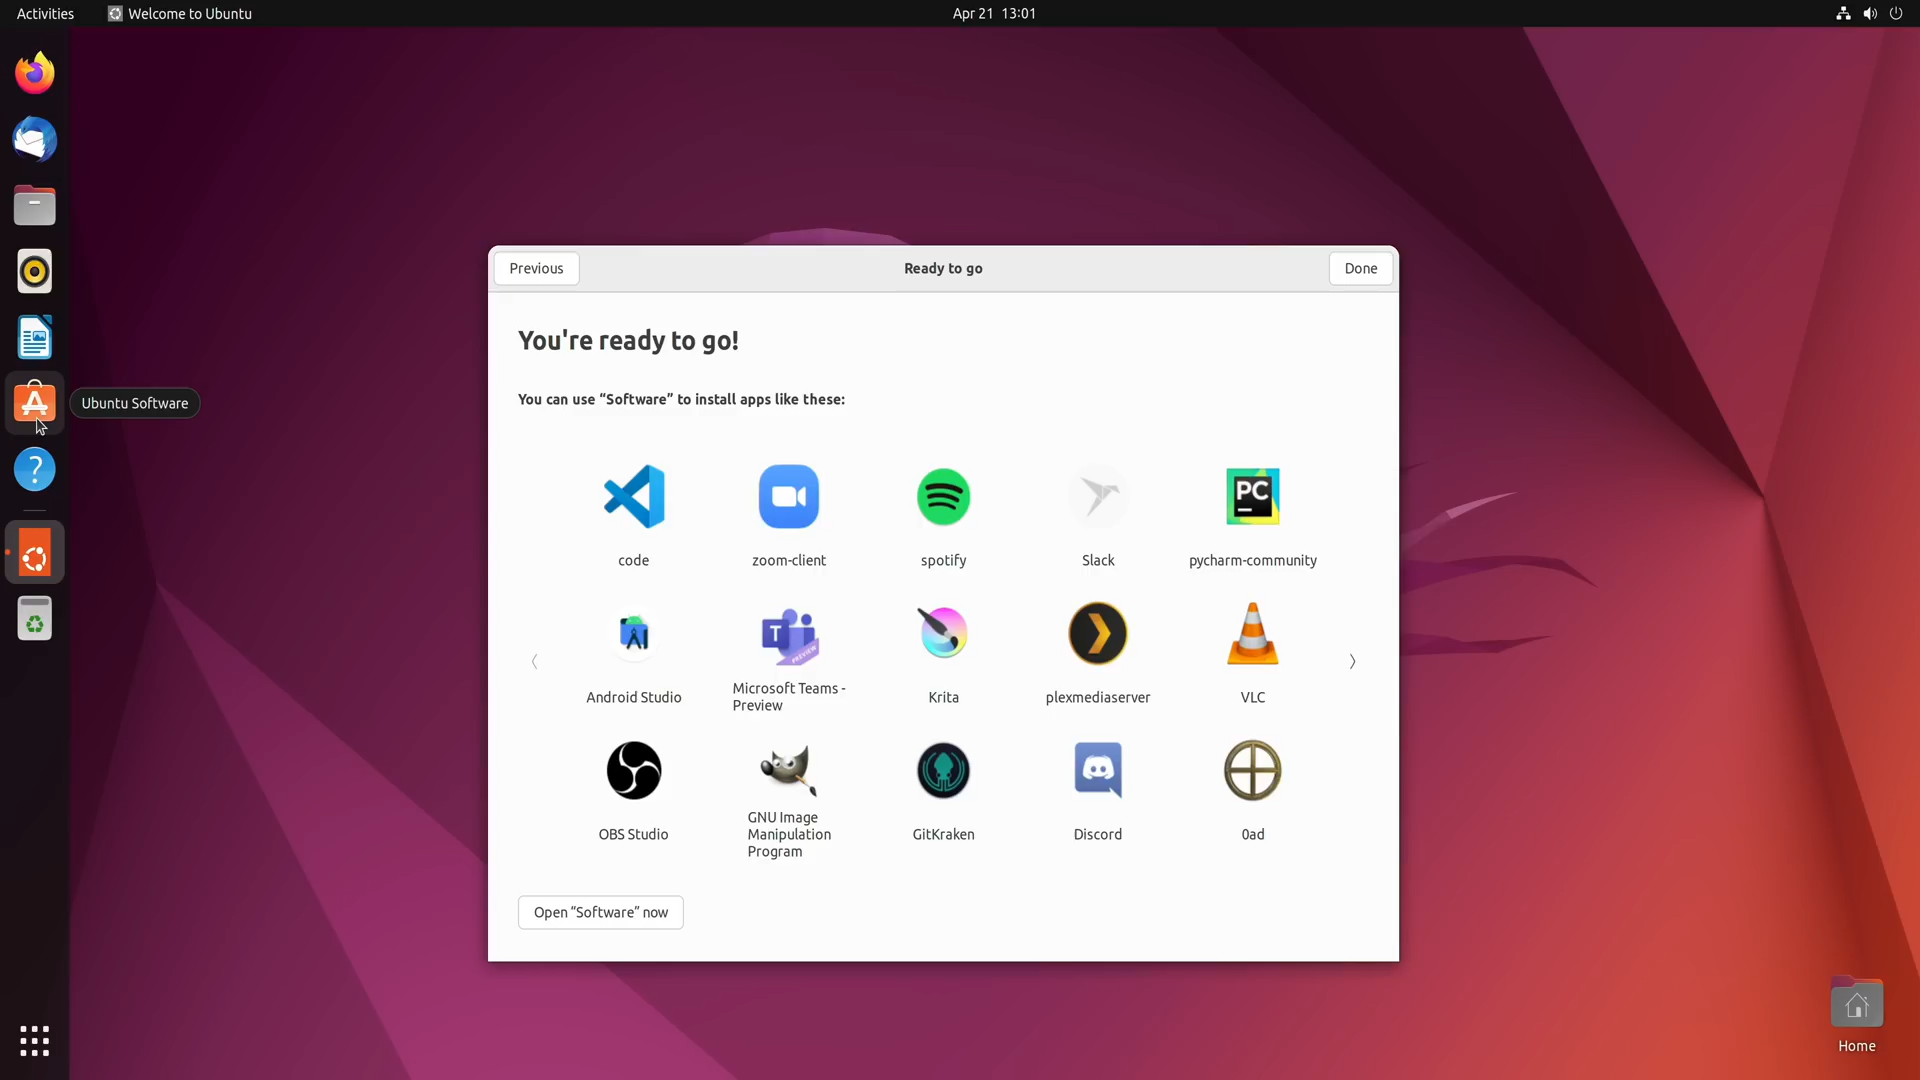 Activities
Welcome to Ubuntu
Apr 21 13:01
Ubuntu Software
Previous
Ready to go
Done
You're ready to go!
You can use “Software” to install apps like these:
code
zoom-client
spotify
Slack
PC
pycharm-community
Android Studio
T
PREVIEW
Microsoft Teams -
Preview
Krita
plexmediaserver
VLC
OBS Studio
GNU Image
Manipulation
Program
GitKraken
Discord
0ad
Open “Software” now
Home